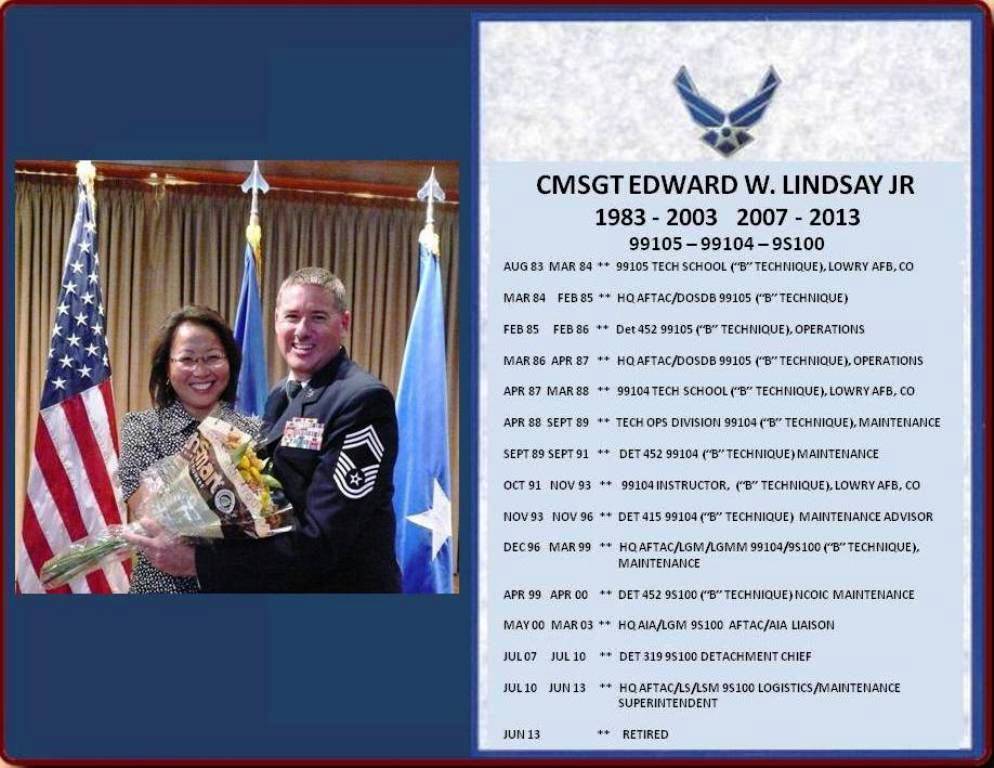 CMSGT EDWARD W. LINDSAY JR
1983 - 2003 2007 - 2013
99105 – 99104 – 9S100
AUG 83 MAR 84 ** 99105 TECH SCHOOL ("B" TECHNIQUE), LOWRY AFB, CO
MAR 84 FEB 85 ** HQ AFTAC/DOSDB 99105 ("B" TECHNIQUE)
FEB 85 FEB 86 ** Det 452 99105 ("B" TECHNIQUE), OPERATIONS
MAR 86 APR 87 ** HQ AFTAC/DOSDB 99105 ("B" TECHNIQUE), OPERATIONS
APR 87 MAR 88 ** 99104 TECH SCHOOL ("B" TECHNIQUE), LOWRY AFB, CO
APR 88 SEPT 89 ** TECH OPS DIVISION 99104 ("B" TECHNIQUE), MAINTENANCE
SEPT 89 SEPT 91 ** DET 452 99104 ("B" TECHNIQUE) MAINTENANCE
OCT 91 NOV 93 ** 99104 INSTRUCTOR, ("B" TECHNIQUE), LOWRY AFB, CO
NOV 93 NOV 96 ** DET 415 99104 ("B" TECHNIQUE) MAINTENANCE ADVISOR
DEC 96 MAR 99 ** HQ AFTAC/LGM/LGMM 99104/9S100 ("B" TECHNIQUE),
MAINTENANCE
APR 99 APR 00 ** DET 452 9S100 ("B" TECHNIQUE) NCOIC MAINTENANCE
MAY 00 MAR 03 ** HQ AIA/LGM 9S100 AFTAC/AIA LIAISON
JUL 07 JUL 10 ** DET 319 9S100 DETACHMENT CHIEF
JUL 10 JUN 13 ** HQ AFTAC/LS/LSM 9S100 LOGISTICS/MAINTENANCE
SUPERINTENDENT
JUN 13 ** RETIRED